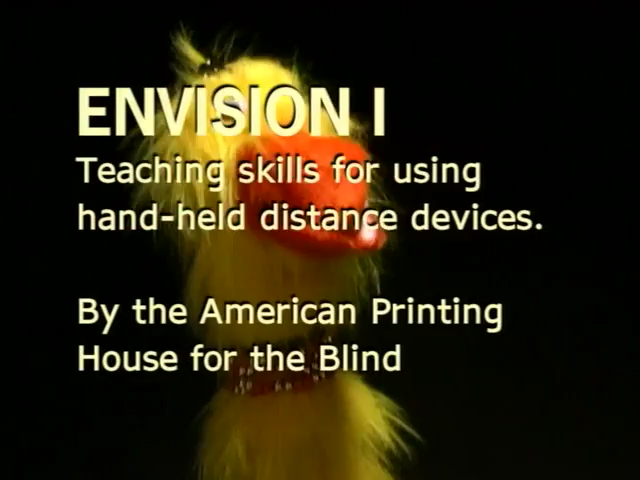 ENVISION I
Teaching skills for using
hand-held distance devices.
By the American Printing
House for the Blind